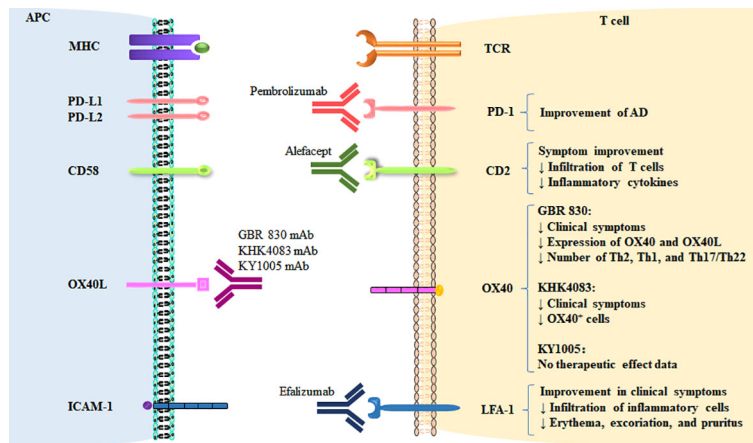 APC
T cell
MHC
TCR
PD-L1
PD-L2
Pembrolizumab
PD-1
Improvement of AD
CD58
Alefacept
CD2
Symptom improvement
↓ Infiltration of T cells
↓ Inflammatory cytokines
OX40L
GBR 830 mAb
KHK4083 mAb
KY1005 mAb
OX40
GBR 830:
↓ Clinical symptoms
↓ Expression of OX40 and OX40L
↓ Number of Th2, Th1, and Th17/Th22
KHK4083:
↓ Clinical symptoms
↓ OX40⁺ cells
KY1005:
No therapeutic effect data
ICAM-1
Efalizumab
LFA-1
Improvement in clinical symptoms
↓ Infiltration of inflammatory cells
↓ Erythema, excoriation, and pruritus